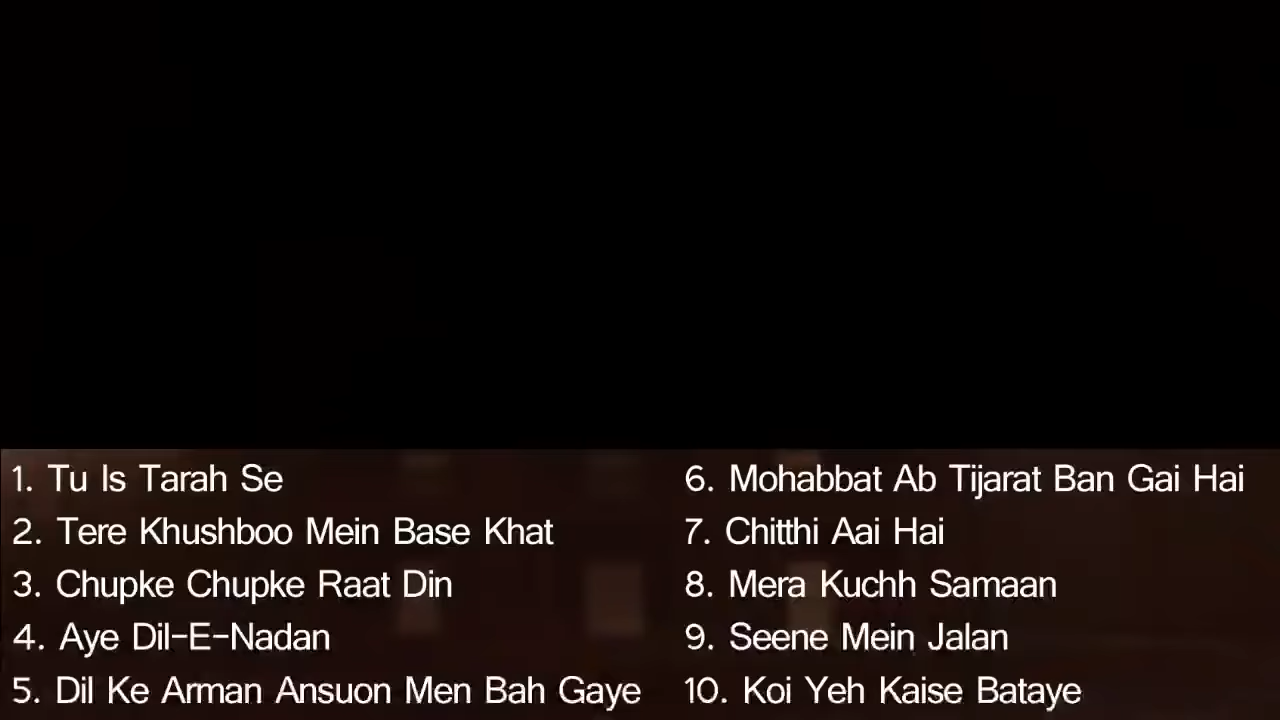 1. Tu Is Tarah Se
2. Tere Khushboo Mein Base Khat
3. Chupke Chupke Raat Din
4. Aye Dil-E-Nadan
5. Dil Ke Arman Ansuon Men Bah Gaye
6. Mohabbat Ab Tijarat Ban Gai Hai
7. Chitthi Aai Hai
8. Mera Kuchh Samaan
9. Seene Mein Jalan
10. Koi Yeh Kaise Bataye